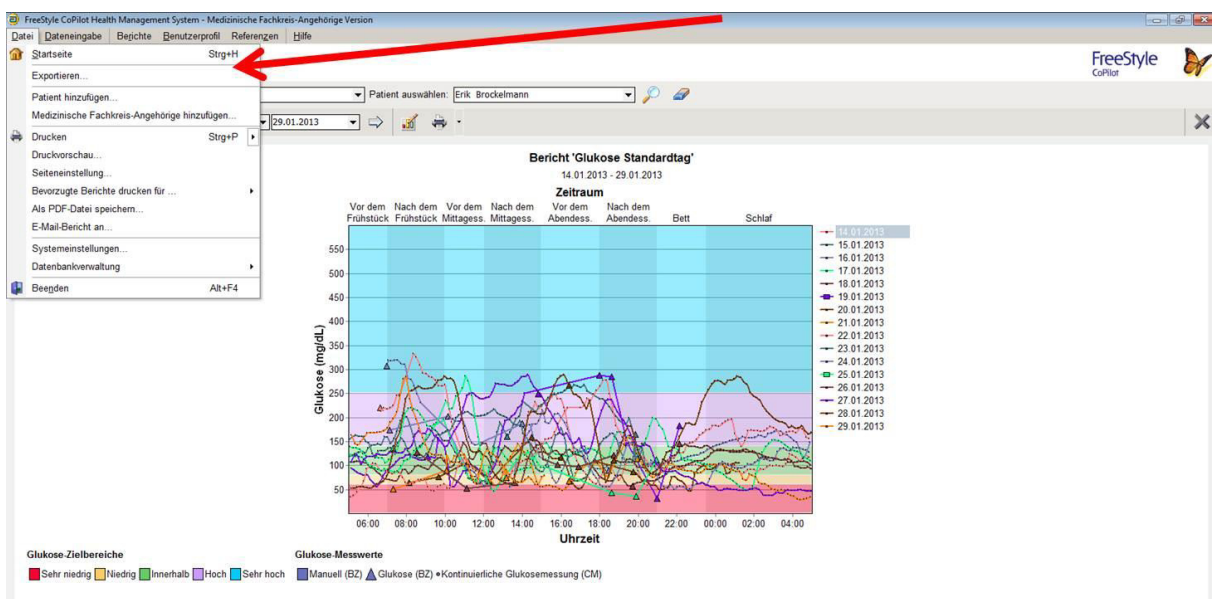 FreeStyle CoPilot Health Management System - Medizinische Fachkreis-Angehörige Version
Datei Dateneingabe Berichte Benutzerprofil Referenzen Hilfe
Startseite Strg+H
Exportieren...
Patient hinzufügen...
Medizinische Fachkreis-Angehörige hinzufügen...
Drucken Strg+P
Druckvorschau...
Seiteneinstellung...
Bevorzugte Berichte drucken für ...
Als PDF-Datei speichern...
E-Mail-Bericht an...
Systemeinstellungen...
Datenbankverwaltung
Beenden Alt+F4
FreeStyle
CoPilot
Patient auswählen: Erik Brockelmann
29.01.2013
Bericht 'Glukose Standardtag'
14.01.2013 - 29.01.2013
Zeitraum
Vor dem Nach dem Vor dem Nach dem Vor dem Nach dem
Frühstück Frühstück Mittagess. Mittagess. Abendess. Abendess. Bett Schlaf
550
500
450
400
350
300
250
200
150
100
50
Glukose (mg/dL)
06:00 08:00 10:00 12:00 14:00 16:00 18:00 20:00 22:00 00:00 02:00 04:00
Uhrzeit
14.01.2013
15.01.2013
16.01.2013
17.01.2013
18.01.2013
19.01.2013
20.01.2013
21.01.2013
22.01.2013
23.01.2013
24.01.2013
25.01.2013
26.01.2013
27.01.2013
28.01.2013
29.01.2013
Glukose-Zielbereiche
Sehr niedrig Niedrig Innerhalb Hoch Sehr hoch
Glukose-Messwerte
Manuell (BZ) Glukose (BZ) Kontinuierliche Glukosemessung (CM)